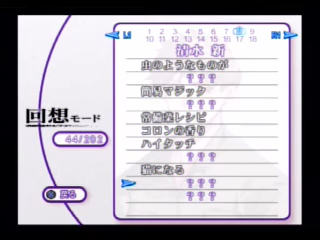 L1 1 2 3 4 5 6 7 8 9 R1
10 11 12 13 14 15 16 17 18
清水 新
虫のようなものが
???
簡易マジック
???
常備菜レシピ
コロンの香り
ハイタッチ
???
猫になる
???
???
回想モード
44/202
戻る